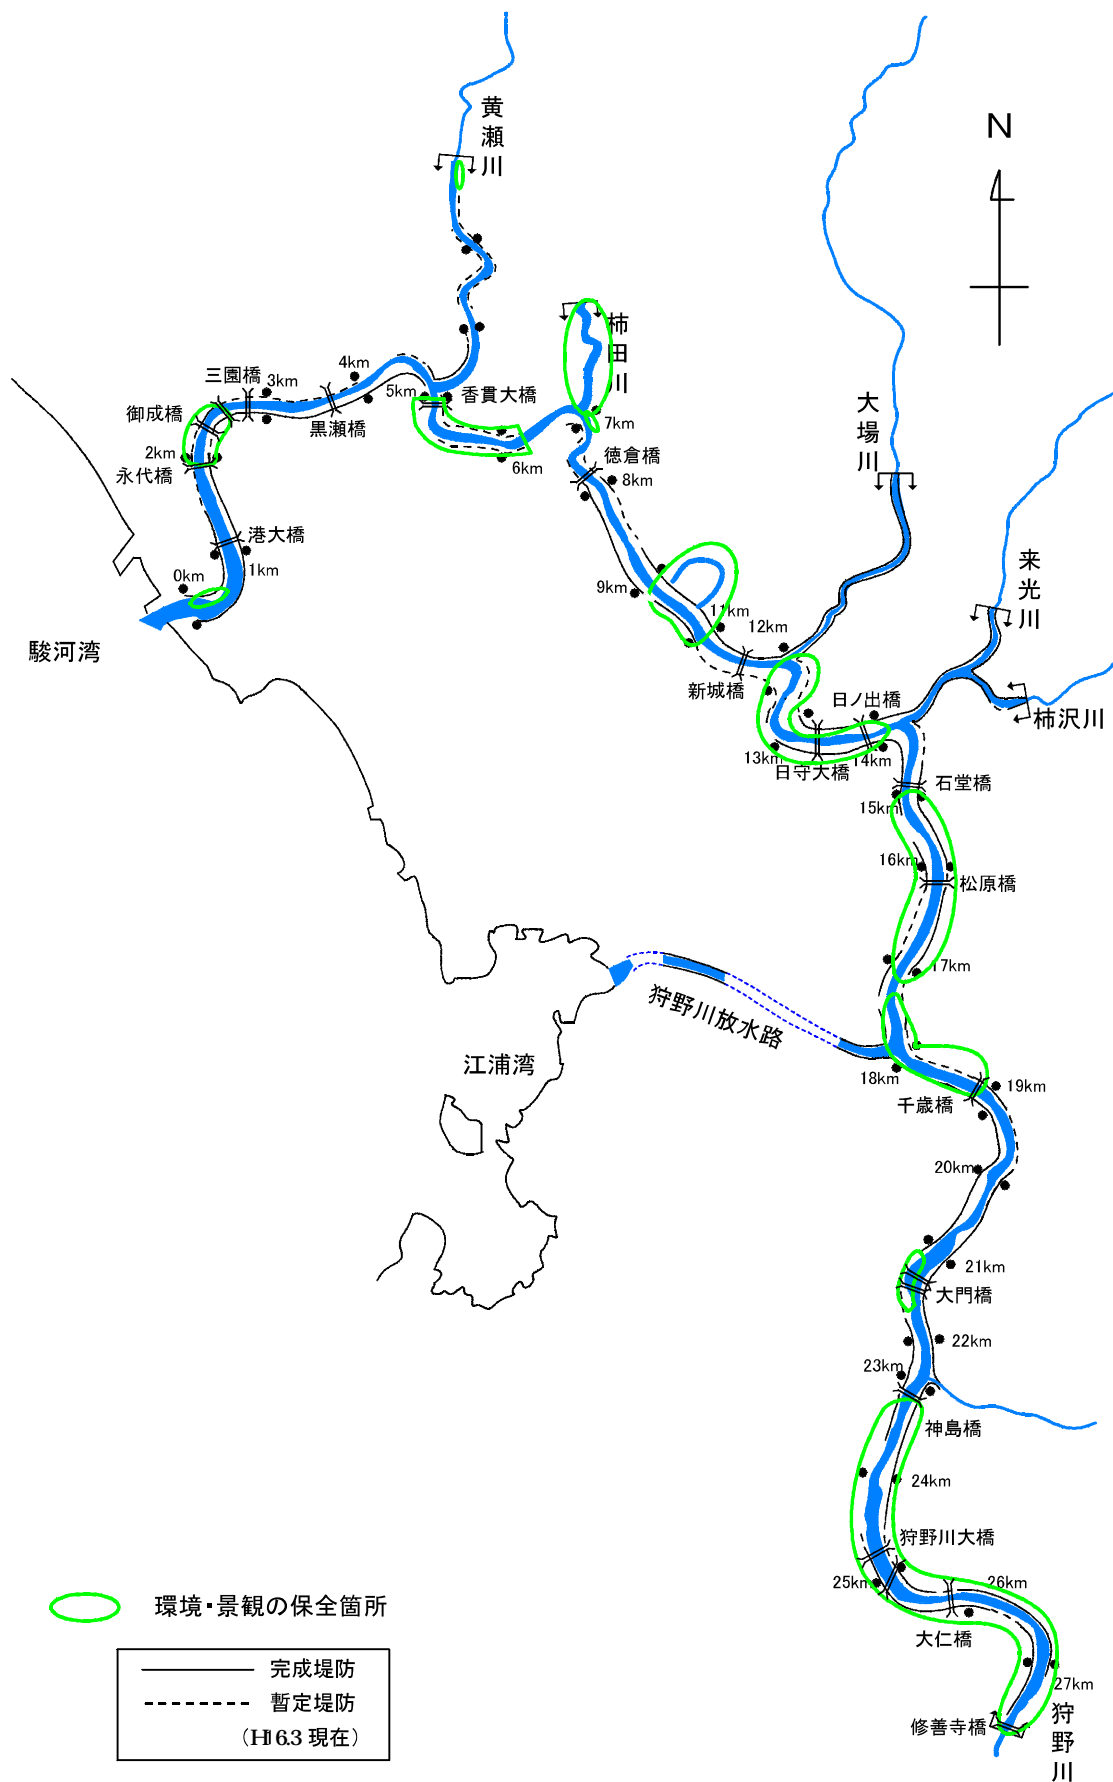 黄瀬川
N
柿田川
4km
三園橋
3km
5km
香貫大橋
御成橋
黒瀬橋
大場川
7km
2km
徳倉橋
永代橋
6km
8km
港大橋
来光川
0km
1km
9km
11km
12km
駿河湾
新城橋
日ノ出橋
柿沢川
13km
日守大橋
14km
石堂橋
15km
16km
松原橋
17km
狩野川放水路
江浦湾
18km
19km
千歳橋
20km
21km
大門橋
22km
23km
神島橋
24km
狩野川大橋
25km
26km
大仁橋
27km
修善寺橋
狩野川
環境・景観の保全箇所
完成堤防
暫定堤防
(H16.3 現在)